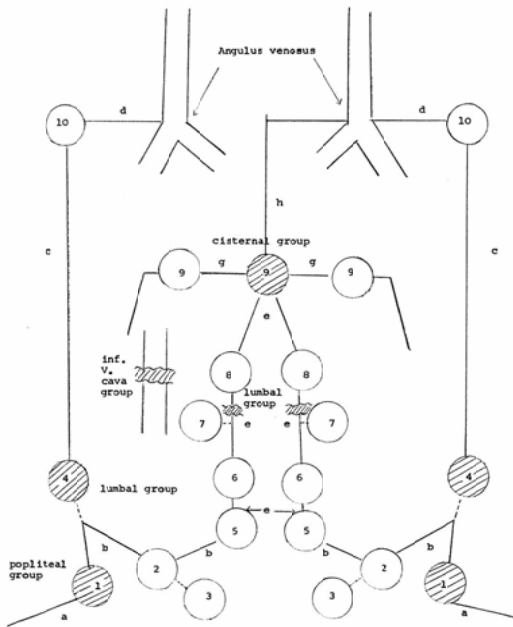 Angulus venosus
10 d d 10
c h c
cisternal group
9 g 9 g 9
e
inf.
V.
cava
group
8 8
lumbal
group
7 e e 7
4 6 6 4
lumbal group
5 e 5
b 2 b b 2 b
popliteal
group
1 3 3 1
a a